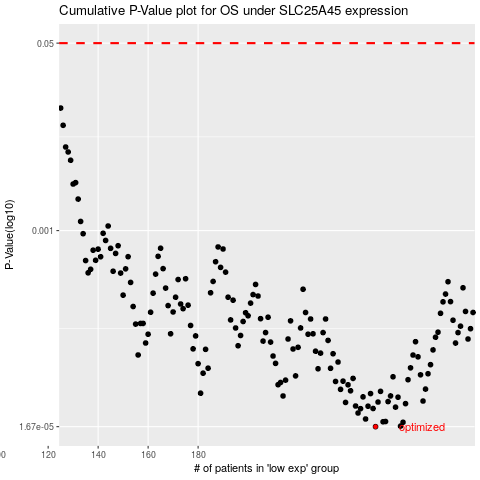 Cumulative P-Value plot for OS under SLC25A45 expression
0.05
0.001
1.67e-05
P-Value(log10)
optimized
120 140 160 180
# of patients in 'low exp' group